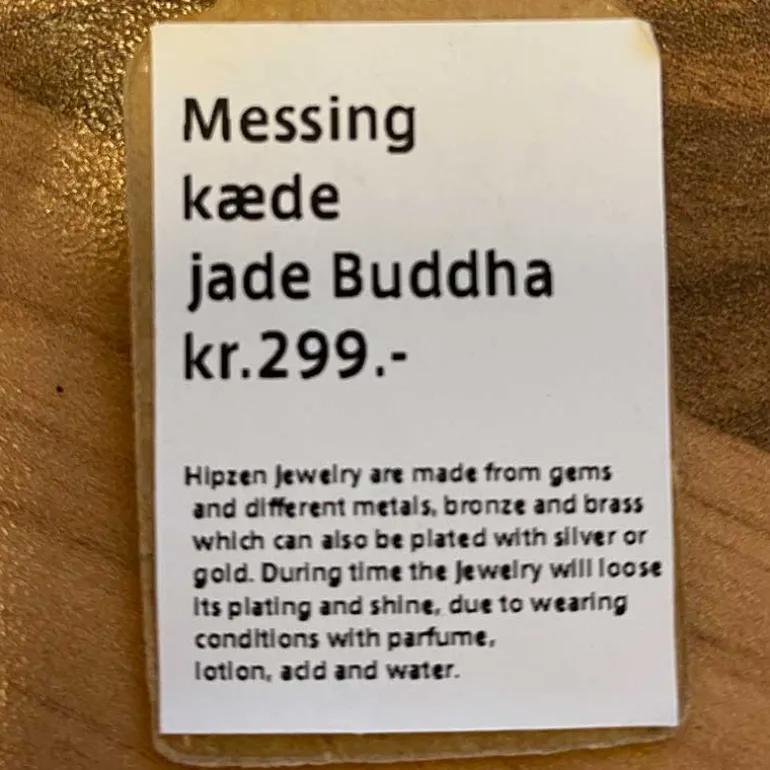 Messing
kæde
jade Buddha
kr.299.-
Hipzen Jewelry are made from gems
and different metals, bronze and brass
which can also be plated with silver or
gold. During time the Jewelry will loose
its plating and shine, due to wearing
conditions with parfume,
lotion, acid and water.